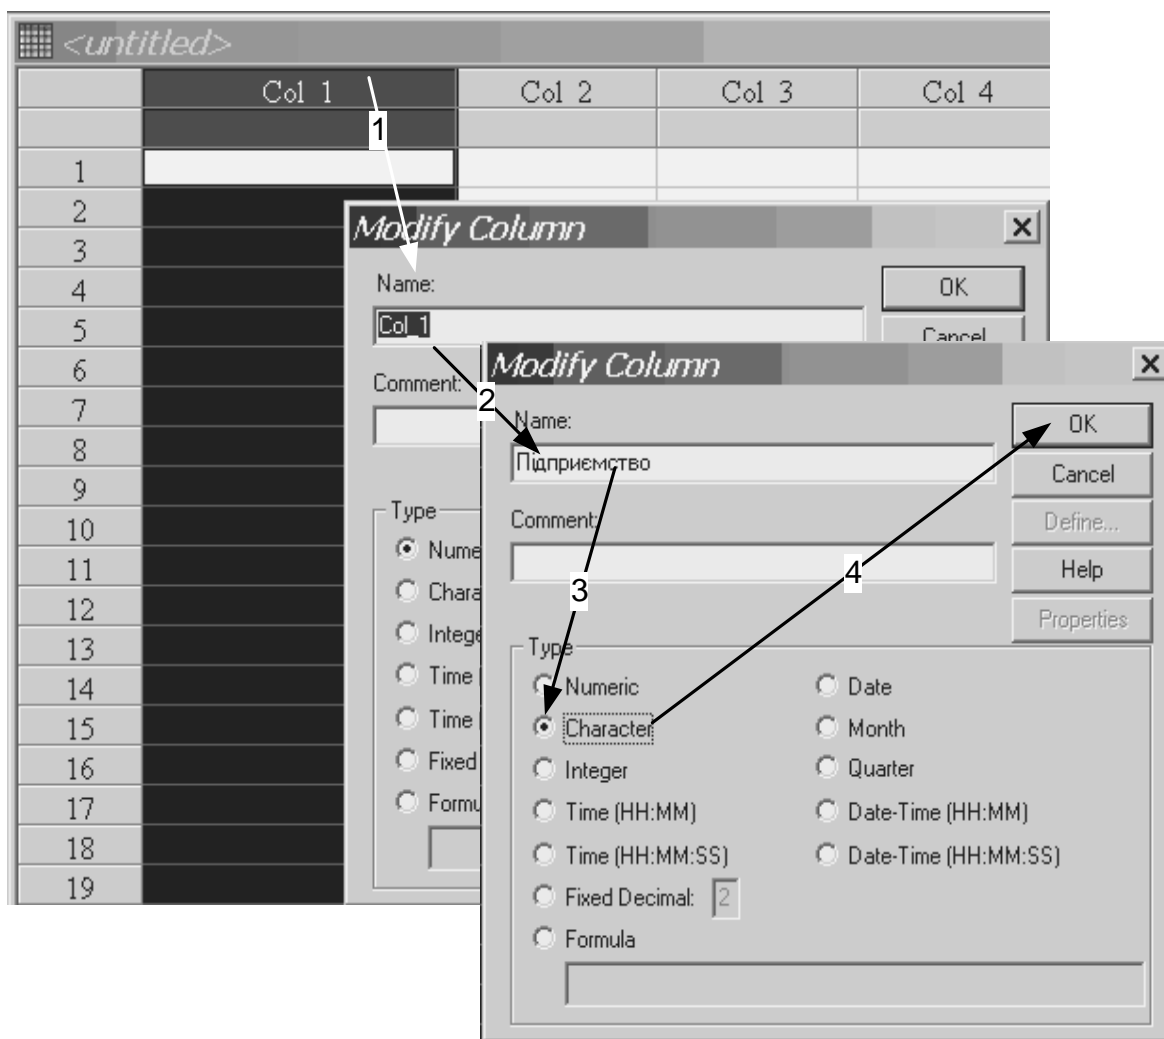 <untitled>
Col 1 Col 2 Col 3 Col 4
1
1
2
3
4
5
6
7
8
9
10
11
12
13
14
15
16
17
18
19
Modify Column
Name:
OK
Col_1
Cancel
Comment:
Type
Nume
Chara
Intege
Time
Time
Fixed
Formu
2
Modify Column
Name:
OK
Підприємство
Cancel
Comment:
Define...
3
4
Help
Properties
Type
Numeric Date
Character Month
Integer Quarter
Time (HH:MM) Date-Time (HH:MM)
Time (HH:MM:SS) Date-Time (HH:MM:SS)
Fixed Decimal: 2
Formula